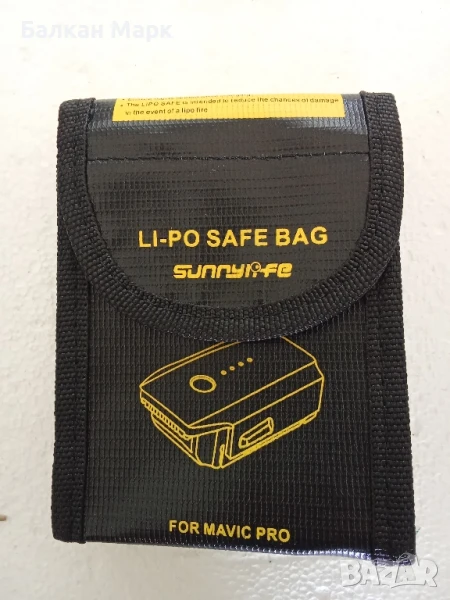 Балкан Марк
• The LIPO SAFE is intended to reduce the chances of damage
the event of a lipo fire
LI-PO SAFE BAG
sunnylife
FOR MAVIC PRO
BAZAR